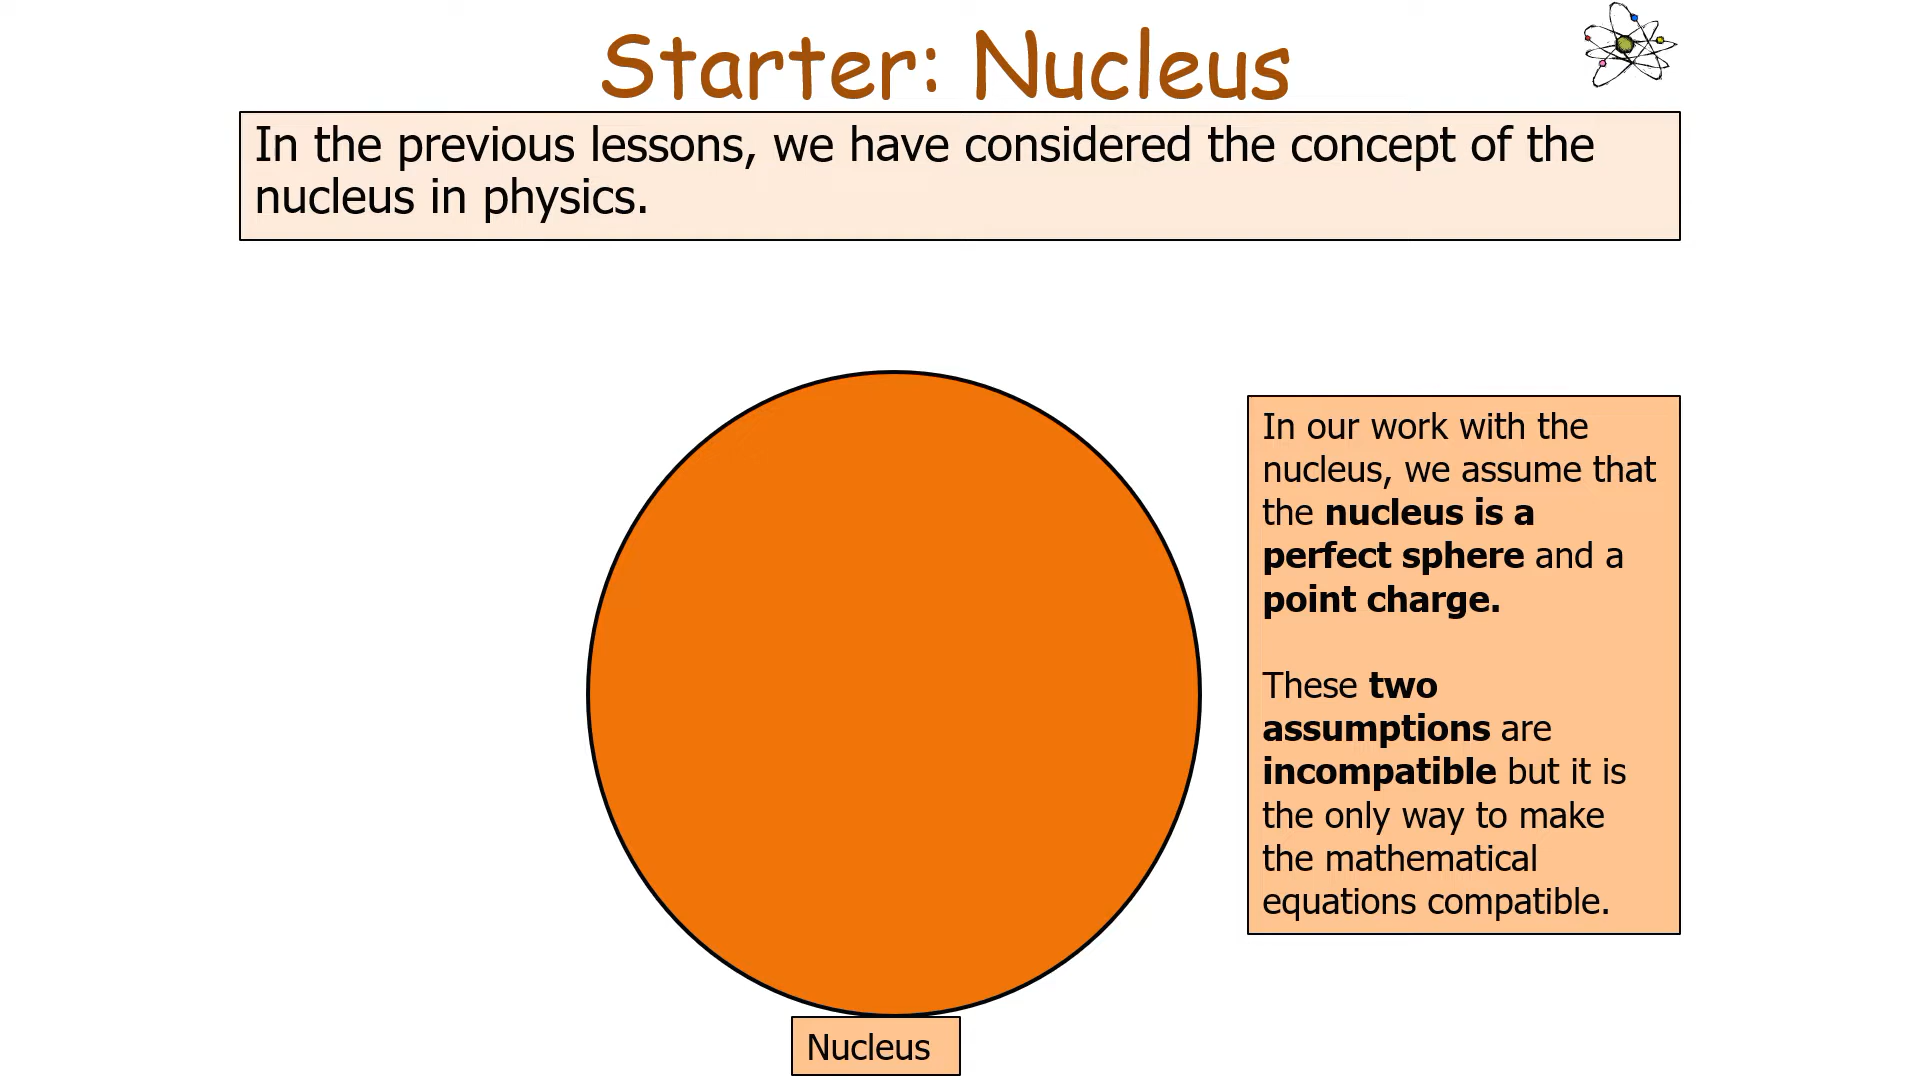 Starter: Nucleus
In the previous lessons, we have considered the concept of the
nucleus in physics.
In our work with the
nucleus, we assume that
the nucleus is a
perfect sphere and a
point charge.
These two
assumptions are
incompatible but it is
the only way to make
the mathematical
equations compatible.
Nucleus